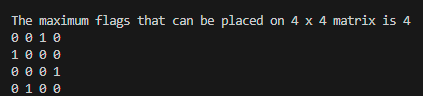 The maximum flags that can be placed on 4 x 4 matrix is 4
0 0 1 0
1 0 0 0
0 0 0 1
0 1 0 0